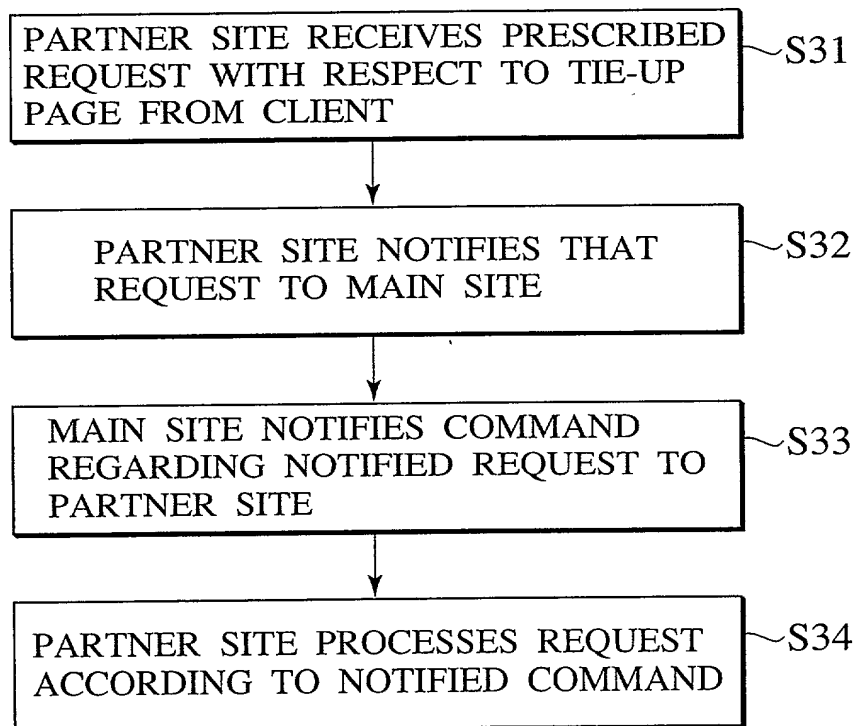 PARTNER SITE RECEIVES PRESCRIBED
REQUEST WITH RESPECT TO TIE-UP
PAGE FROM CLIENT
S31
PARTNER SITE NOTIFIES THAT
REQUEST TO MAIN SITE
S32
MAIN SITE NOTIFIES COMMAND
REGARDING NOTIFIED REQUEST TO
PARTNER SITE
S33
PARTNER SITE PROCESSES REQUEST
ACCORDING TO NOTIFIED COMMAND
S34